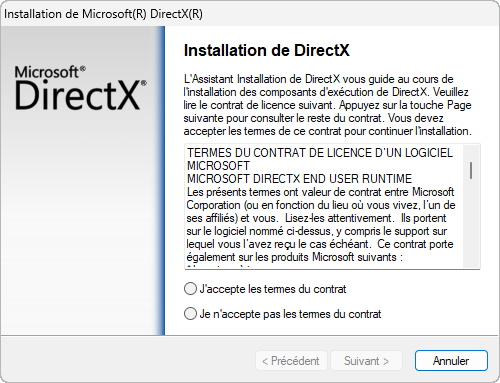 Installation de Microsoft(R) DirectX(R)
Microsoft®
DirectX®
Installation de DirectX
L'Assistant Installation de DirectX vous guide au cours de
l'installation des composants d'exécution de DirectX. Veuillez
lire le contrat de licence suivant. Appuyez sur la touche Page
suivante pour consulter le reste du contrat. Vous devez
accepter les termes de ce contrat pour continuer l'installation.
TERMES DU CONTRAT DE LICENCE D'UN LOGICIEL
MICROSOFT
MICROSOFT DIRECTX END USER RUNTIME
Les présents termes ont valeur de contrat entre Microsoft
Corporation (ou en fonction du lieu où vous vivez, l'un de
ses affiliés) et vous.  Lisez-les attentivement.  Ils portent
sur le logiciel nommé ci-dessus, y compris le support sur
lequel vous l'avez reçu le cas échéant.  Ce contrat porte
également sur les produits Microsoft suivants :
J'accepte les termes du contrat
Je n'accepte pas les termes du contrat
< Précédent
Suivant >
Annuler